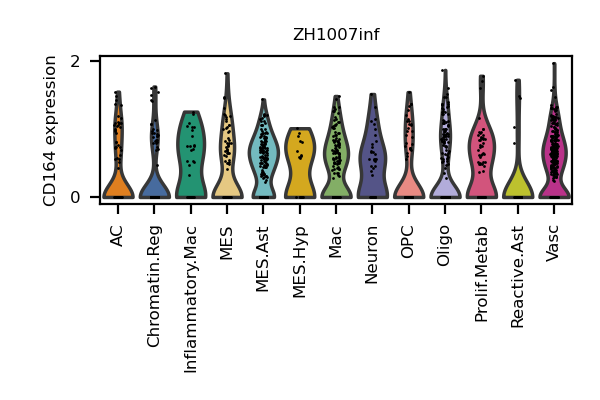 ZH1007inf
CD164 expression
2
0
AC
Chromatin.Reg
Inflammatory.Mac
MES
MES.Ast
MES.Hyp
Mac
Neuron
OPC
Oligo
Prolif.Metab
Reactive.Ast
Vasc